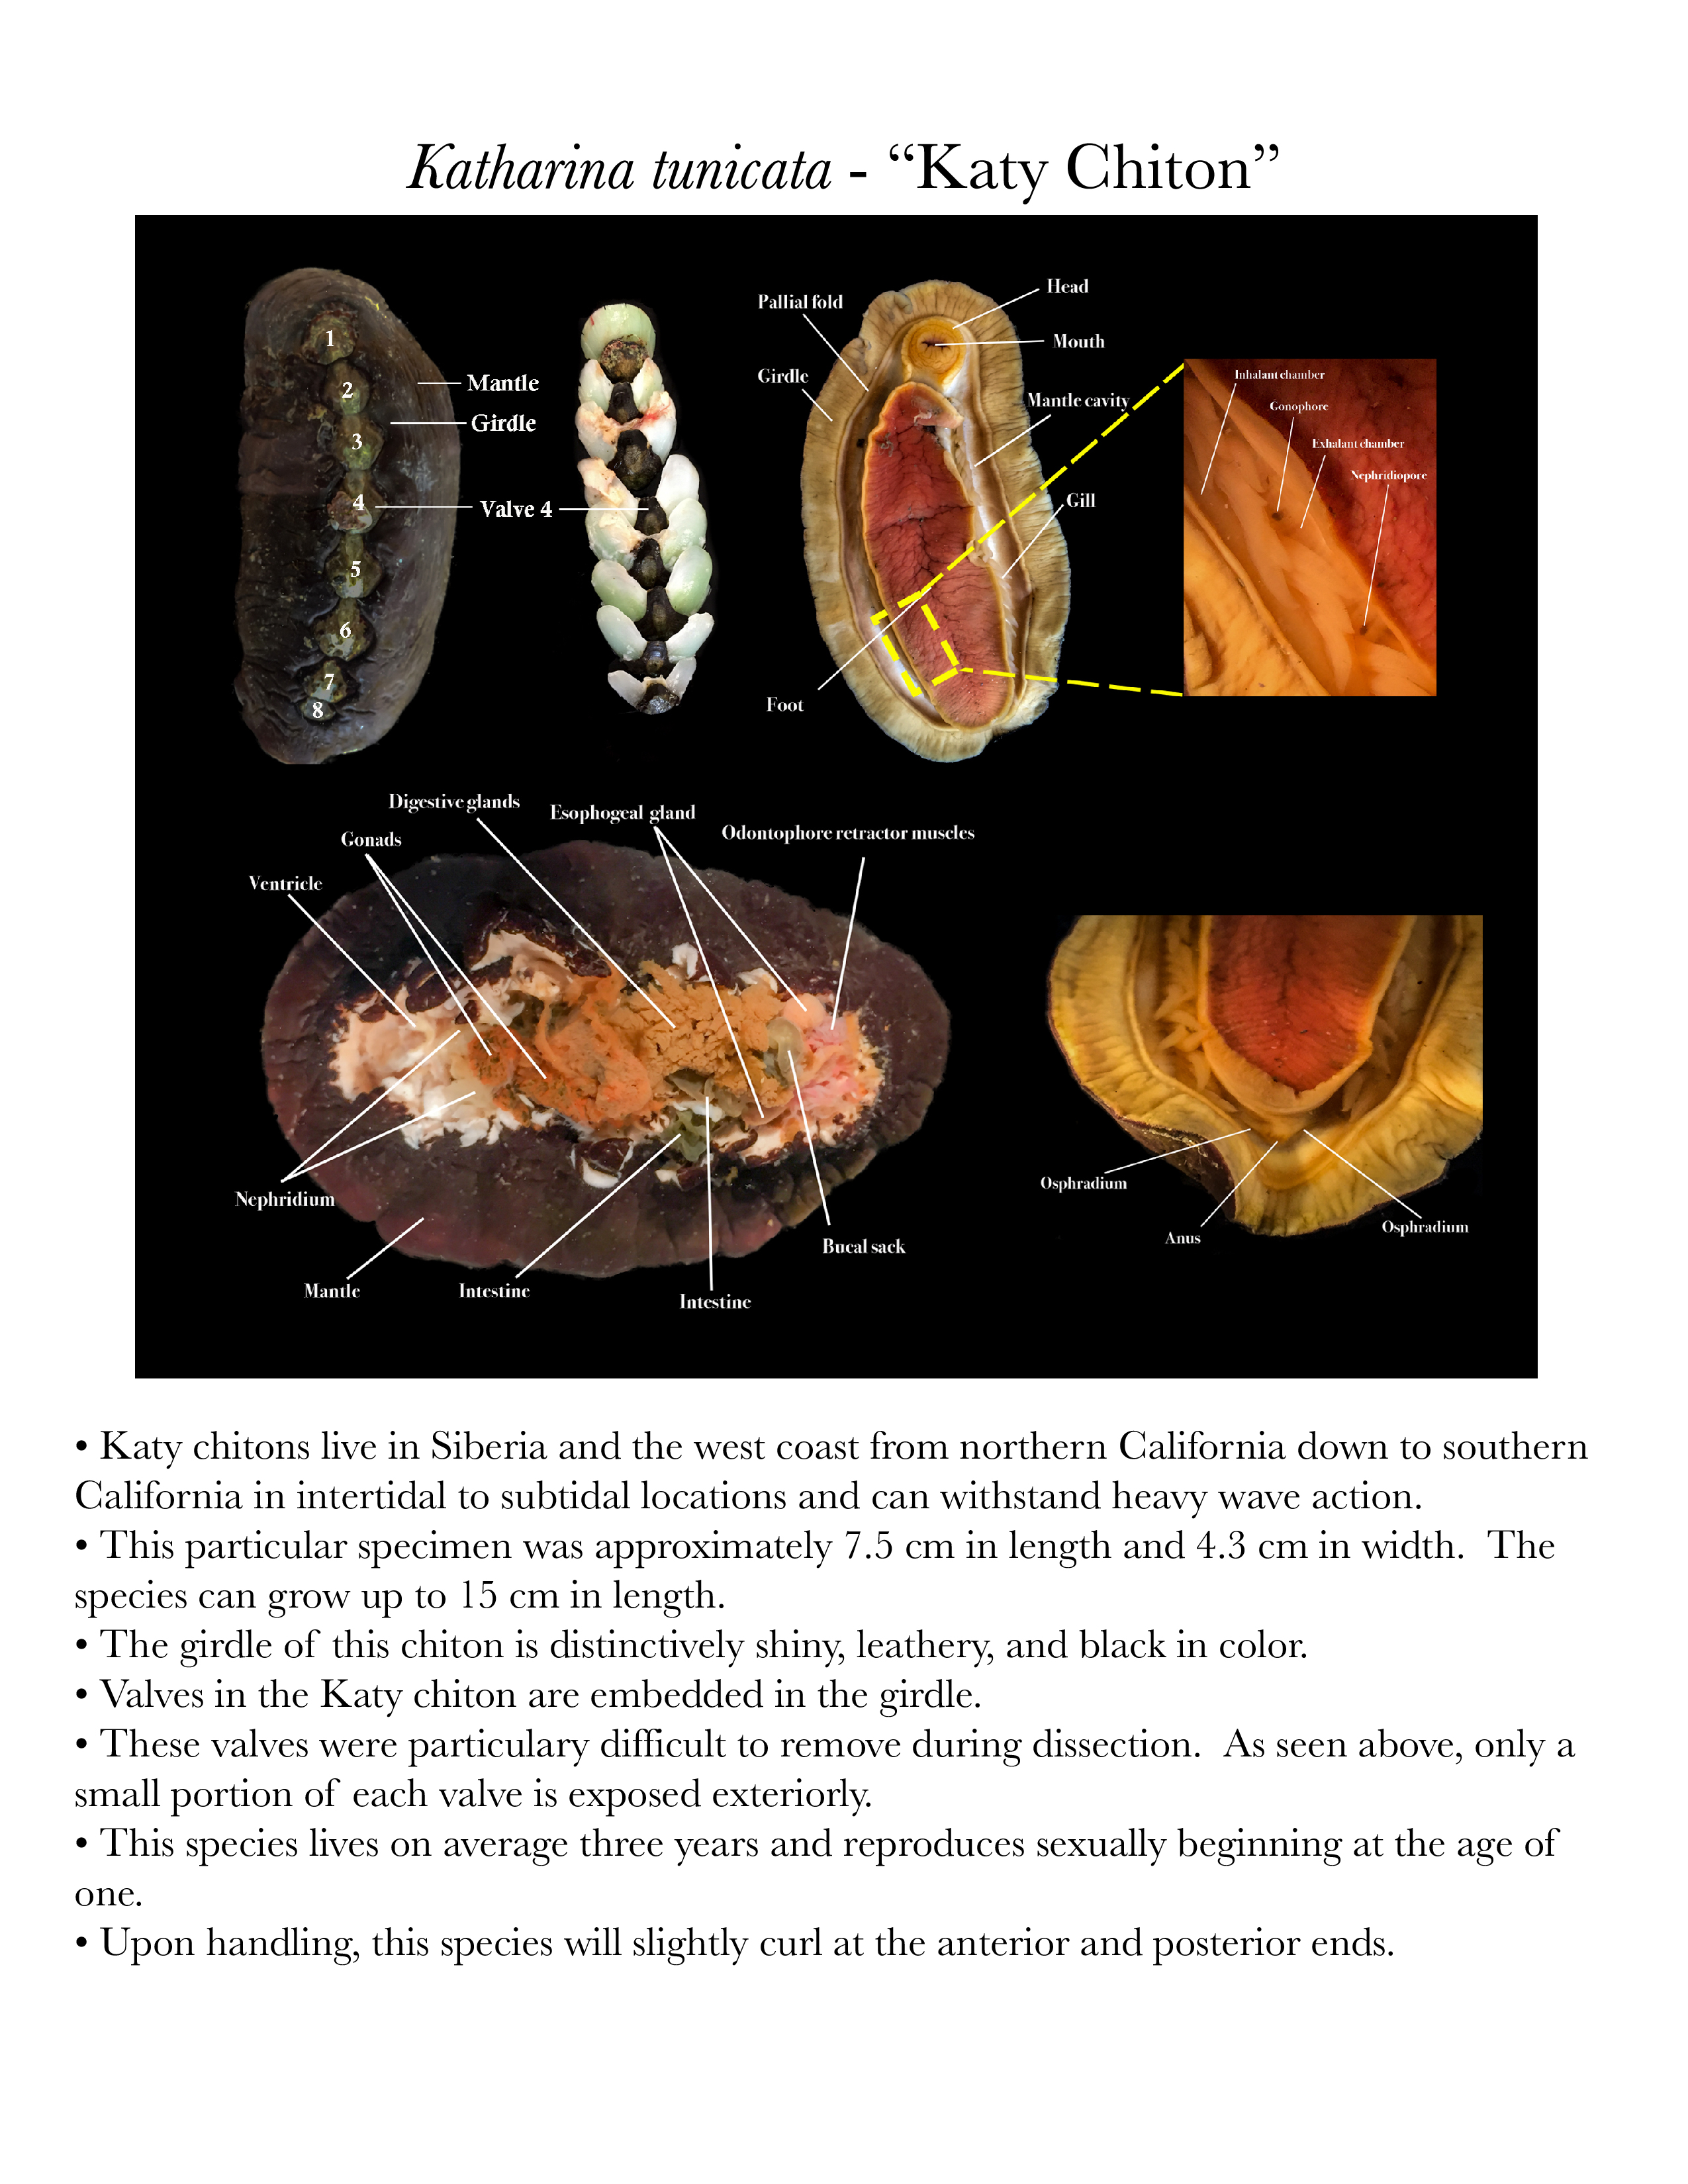 Katharina tunicata - “Katy Chiton”
1
2
3
4
5
6
7
8
Mantle
Girdle
Valve 4
Pallial fold
Girdle
Head
Mouth
Mantle cavity
Gill
Foot
Inhalant chamber
Gonophore
Exhalant chamber
Nephridiopore
Digestive glands
Esophogeal gland
Odontophore retractor muscles
Gonads
Ventricle
Nephridium
Mantle
Intestine
Intestine
Bucal sack
Osphradium
Anus
Osphradium
• Katy chitons live in Siberia and the west coast from northern California down to southern
California in intertidal to subtidal locations and can withstand heavy wave action.
• This particular specimen was approximately 7.5 cm in length and 4.3 cm in width.  The
species can grow up to 15 cm in length.
• The girdle of this chiton is distinctively shiny, leathery, and black in color.
• Valves in the Katy chiton are embedded in the girdle.
• These valves were particulary difficult to remove during dissection.  As seen above, only a
small portion of each valve is exposed exteriorly.
• This species lives on average three years and reproduces sexually beginning at the age of
one.
• Upon handling, this species will slightly curl at the anterior and posterior ends.